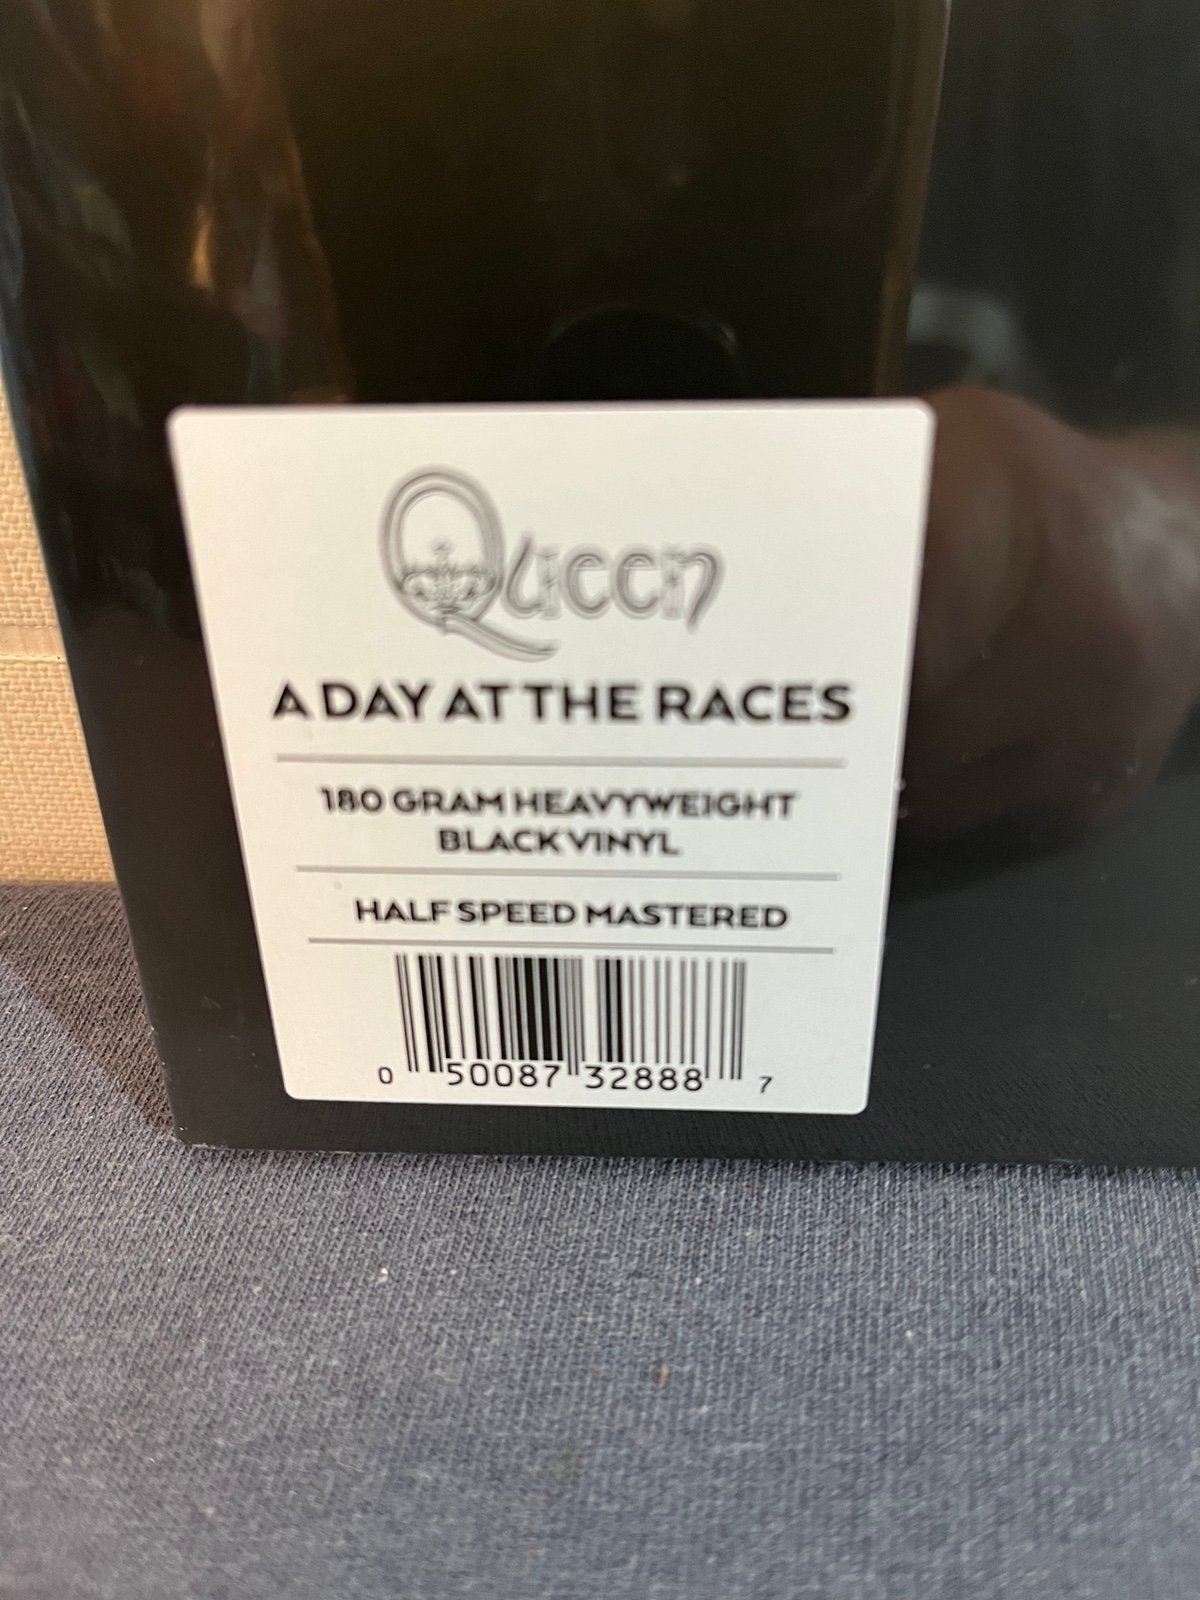 Queen
A DAY AT THE RACES
180 GRAM HEAVYWEIGHT
BLACK VINYL
HALF SPEED MASTERED
0 50087 32888 7